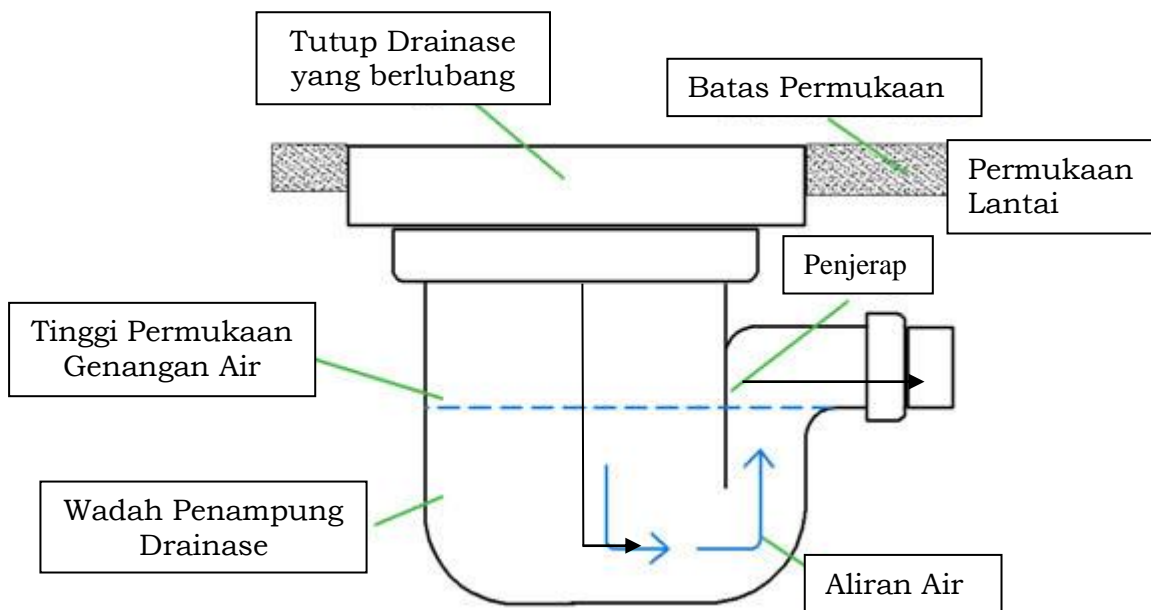 Tutup Drainase
yang berlubang
Batas Permukaan
Permukaan
Lantai
Penjerap
Tinggi Permukaan
Genangan Air
Wadah Penampung
Drainase
Aliran Air